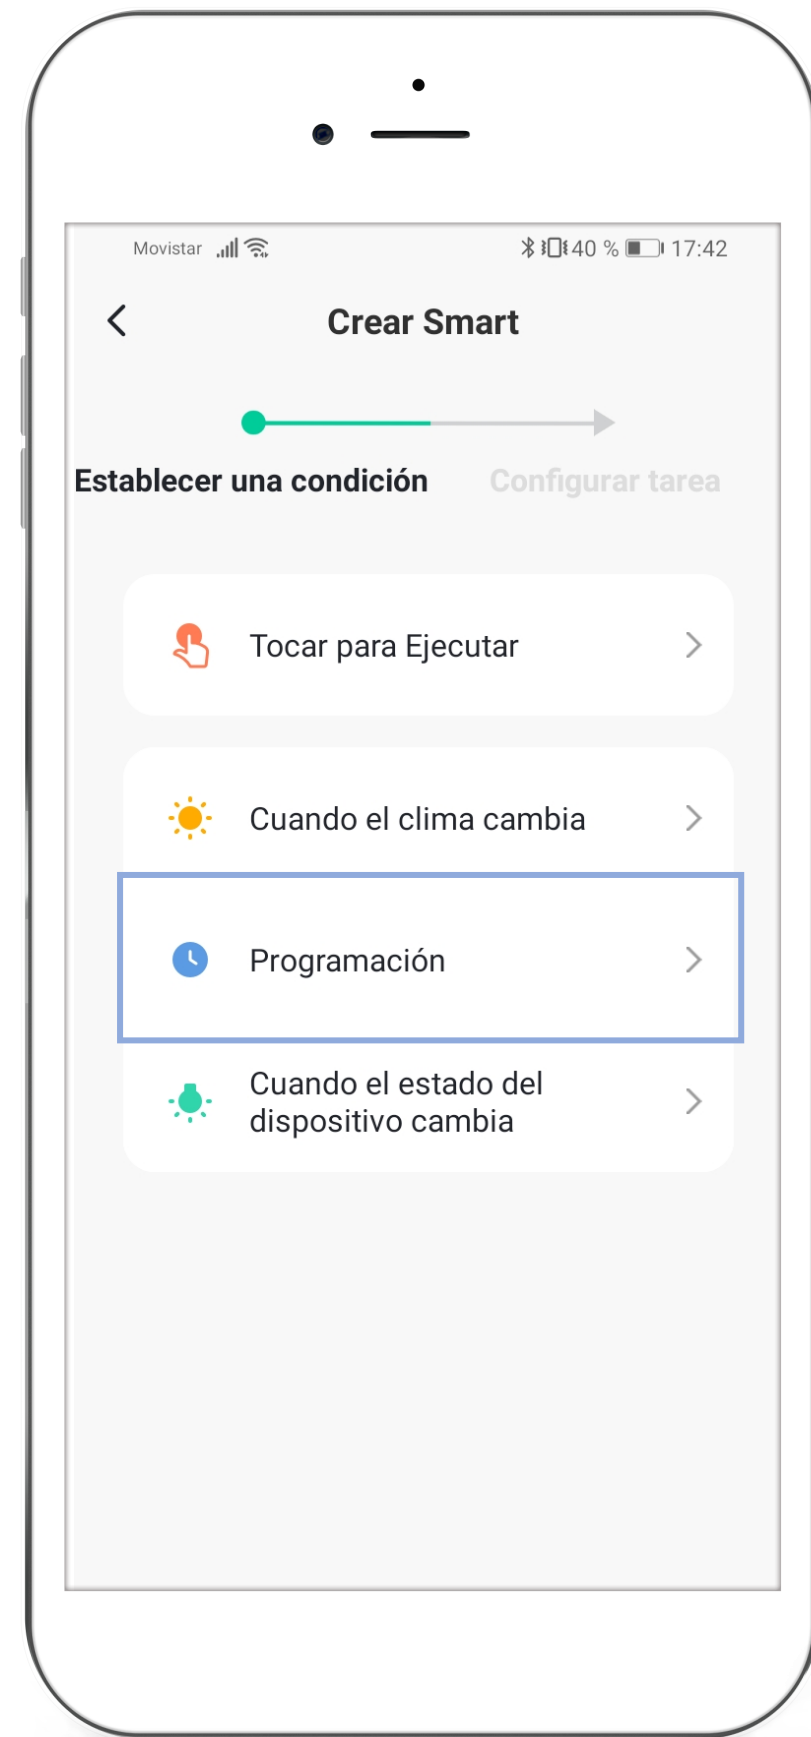 Movistar 40 % 17:42
Crear Smart
Establecer una condición Configurar tarea
Tocar para Ejecutar
Cuando el clima cambia
Programación
Cuando el estado del
dispositivo cambia